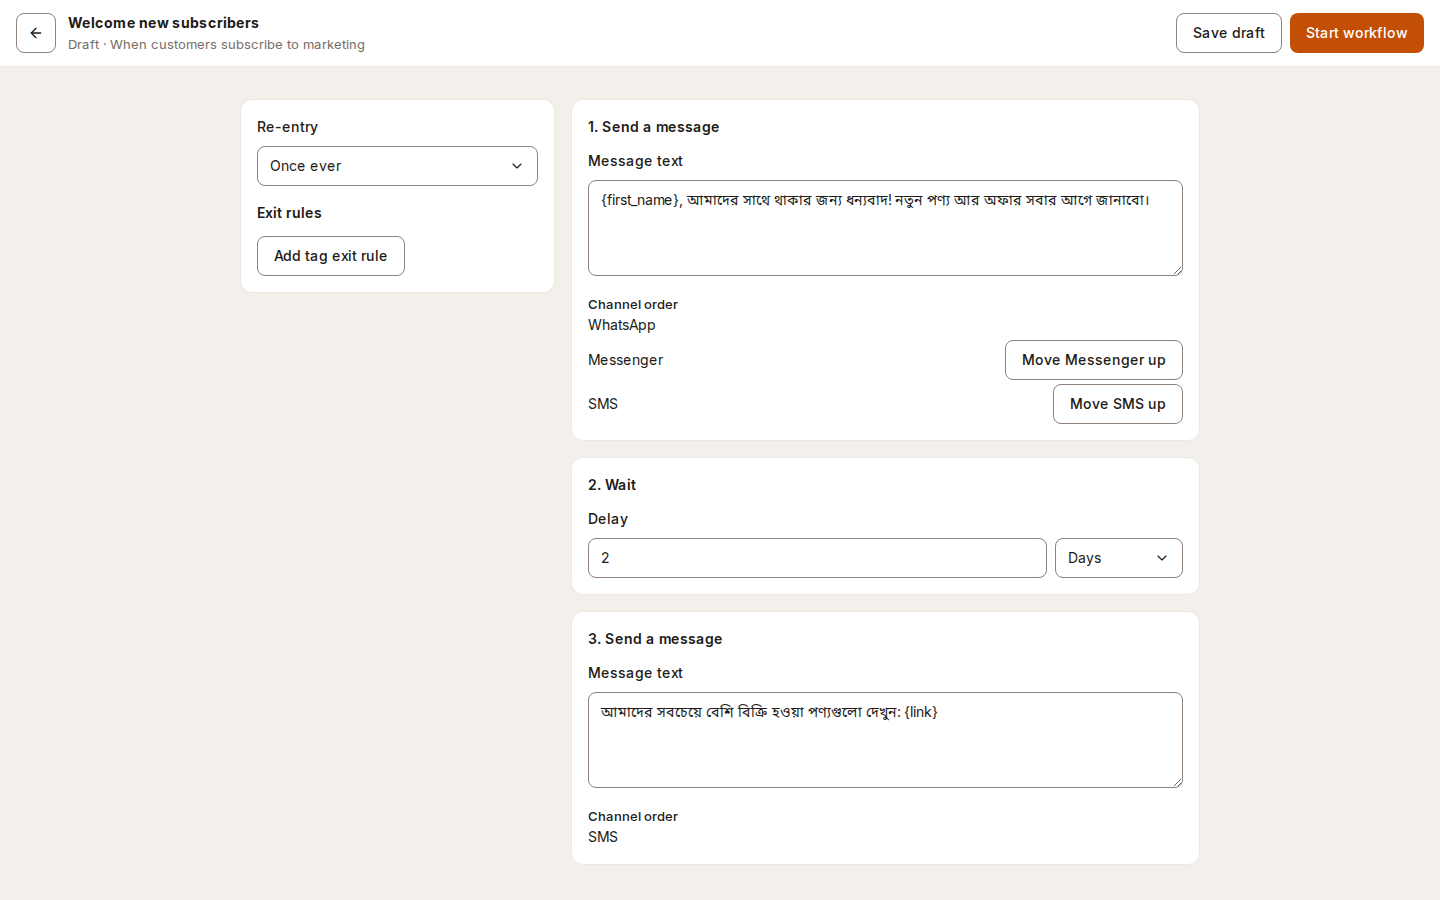 Welcome new subscribers
Draft · When customers subscribe to marketing
Save draft
Start workflow
Re-entry
Once ever
Exit rules
Add tag exit rule
1. Send a message
Message text
{first_name}, আমাদের সাথে থাকার জন্য ধন্যবাদ! নতুন পণ্য আর অফার সবার আগে জানাবো।
Channel order
WhatsApp
Messenger
Move Messenger up
SMS
Move SMS up
2. Wait
Delay
2
Days
3. Send a message
Message text
আমাদের সবচেয়ে বেশি বিক্রি হওয়া পণ্যগুলো দেখুন: {link}
Channel order
SMS